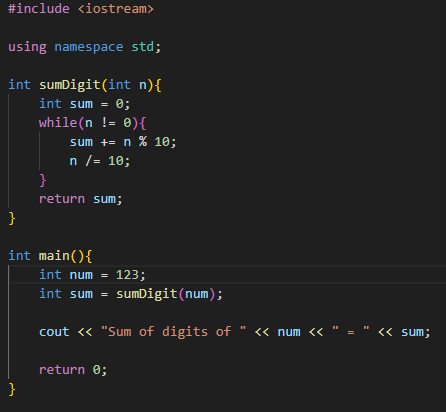 #include <iostream>
using namespace std;
int sumDigit(int n){
    int sum = 0;
    while(n != 0){
        sum += n % 10;
        n /= 10;
    }
    return sum;
}
int main(){
    int num = 123;
    int sum = sumDigit(num);
    cout << "Sum of digits of " << num << " = " << sum;
    return 0;
}